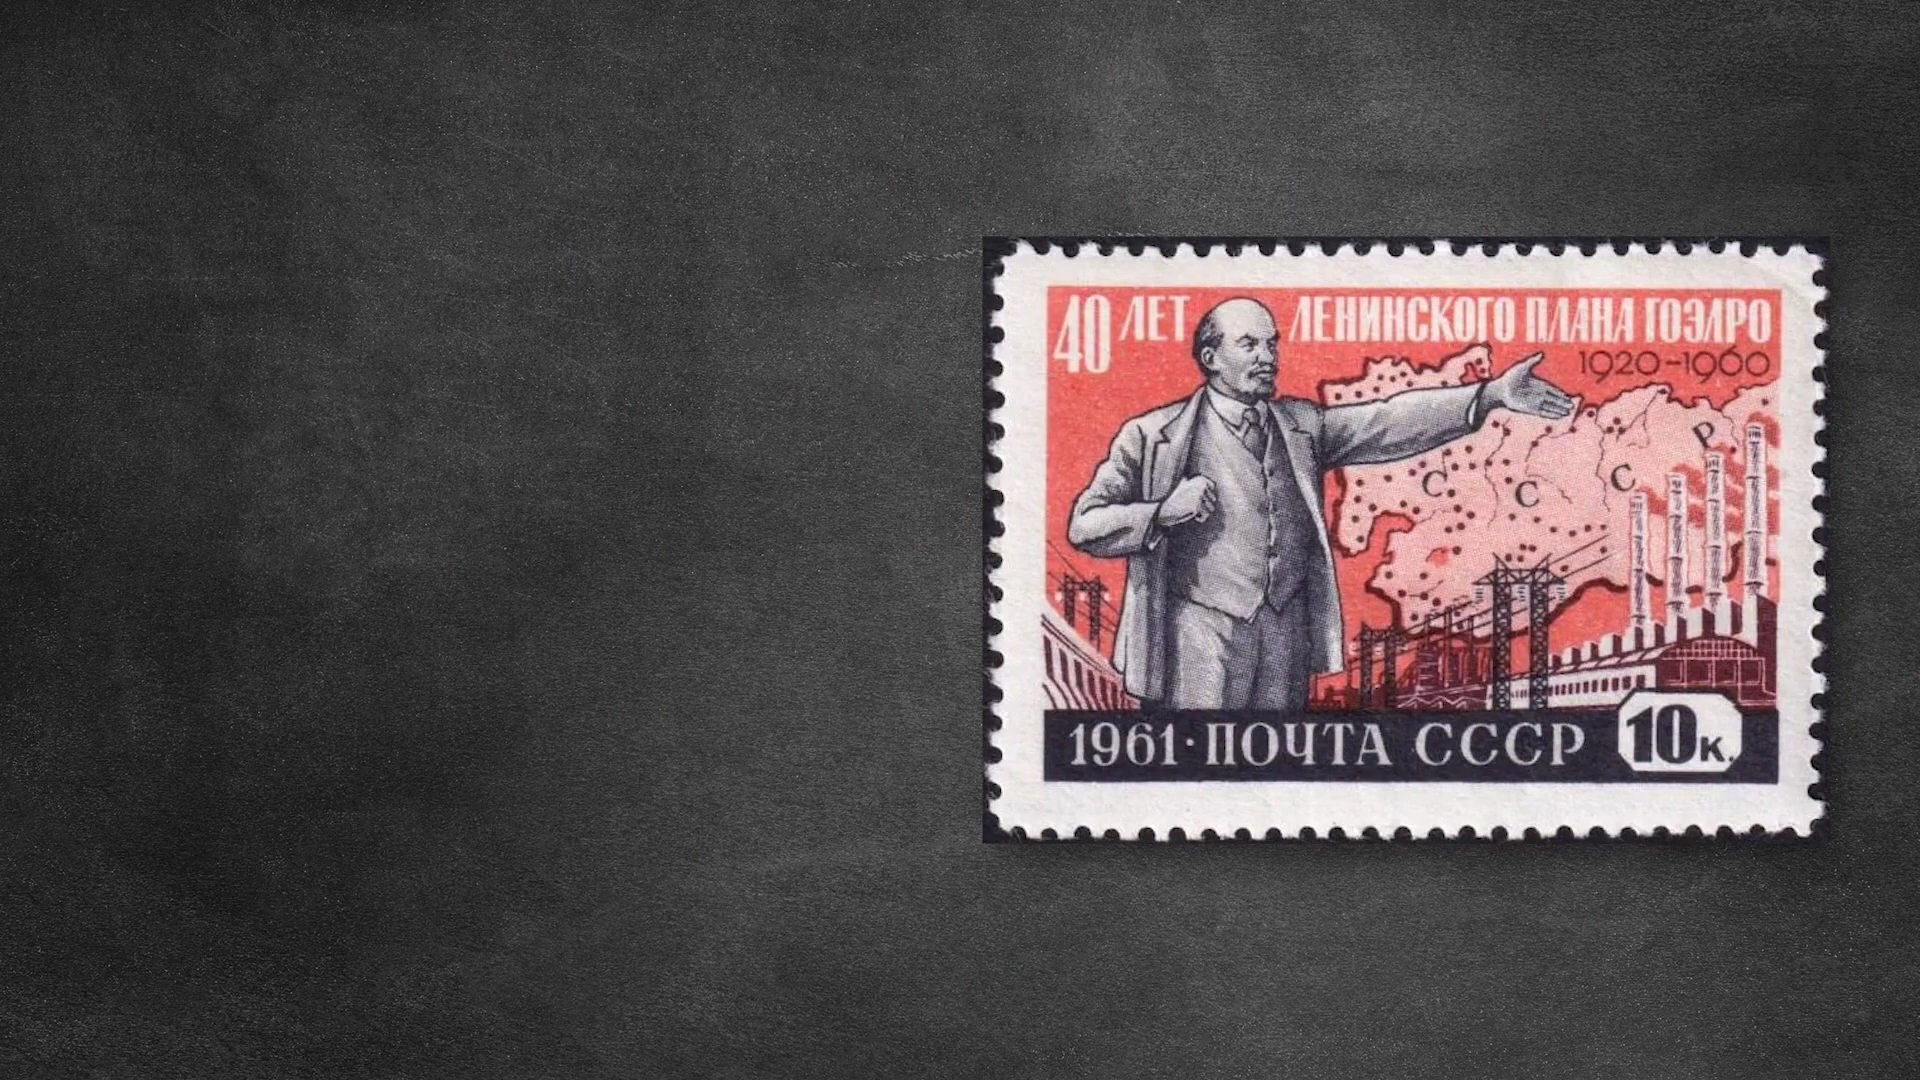 40 ЛЕТ ЛЕНИНСКОГО ПЛАНА ГОЭЛРО
1920-1960
С С С Р
1961·ПОЧТА СССР 10к.